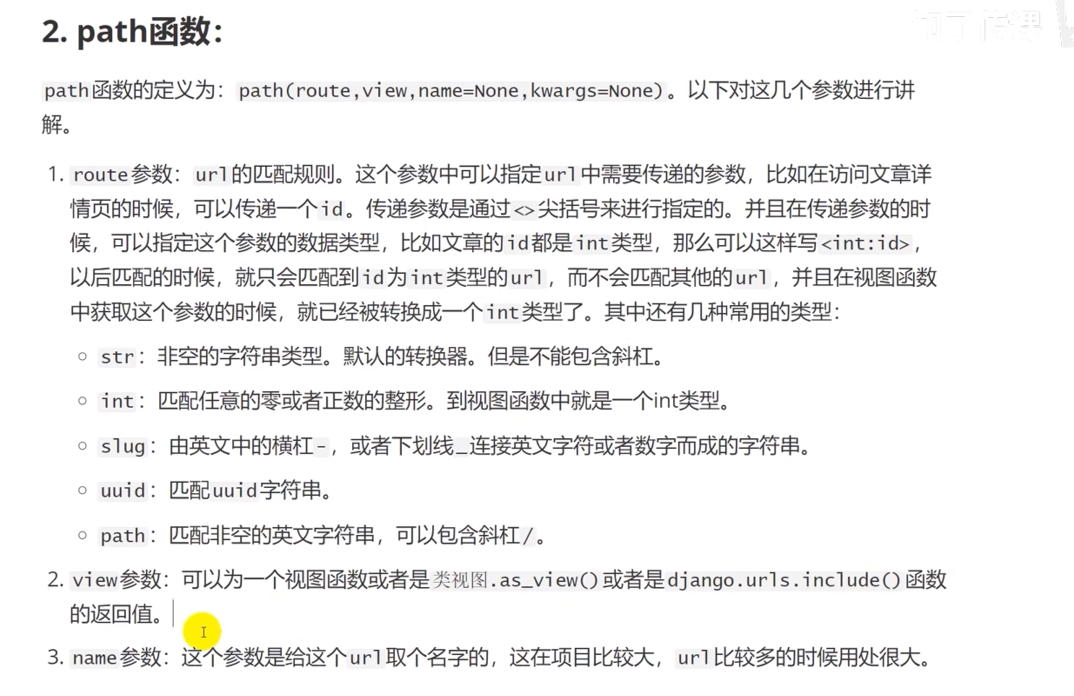 2. path函数：
path函数的定义为：path(route,view,name=None,kwargs=None)。以下对这几个参数进行讲
解。
1. route参数：url的匹配规则。这个参数中可以指定url中需要传递的参数，比如在访问文章详
情页的时候，可以传递一个id。传递参数是通过<>尖括号来进行指定的。并且在传递参数的时
候，可以指定这个参数的数据类型，比如文章的id都是int类型，那么可以这样写<int:id>，
以后匹配的时候，就只会匹配到id为int类型的url，而不会匹配其他的url，并且在视图函数
中获取这个参数的时候，就已经被转换成一个int类型了。其中还有几种常用的类型：
str：非空的字符串类型。默认的转换器。但是不能包含斜杠。
int：匹配任意的零或者正数的整形。到视图函数中就是一个int类型。
slug：由英文中的横杠-，或者下划线_连接英文字符或者数字而成的字符串。
uuid：匹配uuid字符串。
path：匹配非空的英文字符串，可以包含斜杠/。
2. view参数：可以为一个视图函数或者是类视图.as_view()或者是django.urls.include()函数
的返回值。
3. name参数：这个参数是给这个url取个名字的，这在项目比较大，url比较多的时候用处很大。